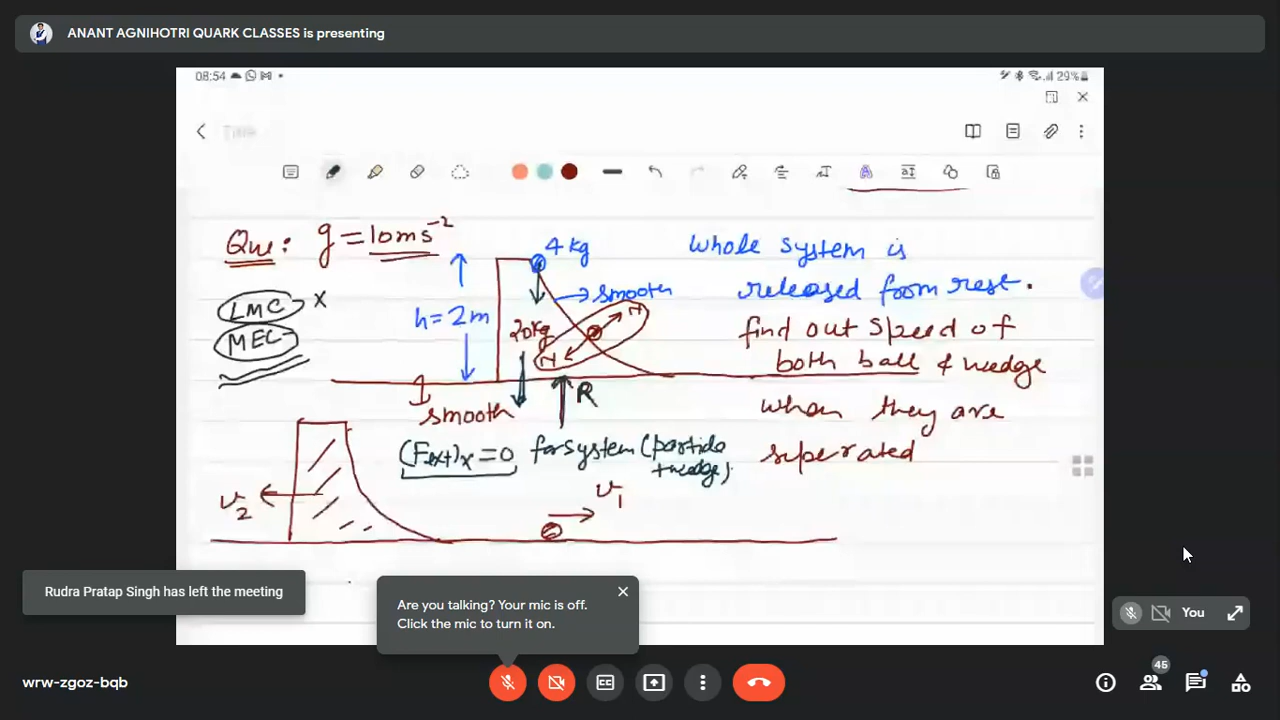 ANANT AGNIHOTRI QUARK CLASSES is presenting
08:54
29%
Title
Que: g = 10ms⁻²
LMC x
MEC
h = 2m
4 kg
smooth
20kg
N
N
R
smooth
whole system is
released from rest.
find out speed of
both ball & wedge
when they are
seperated
(Fext)x = 0 for system (particle
+wedge)
v₂
v₁
Rudra Pratap Singh has left the meeting
Are you talking? Your mic is off.
Click the mic to turn it on.
You
wrw-zgoz-bqb
45